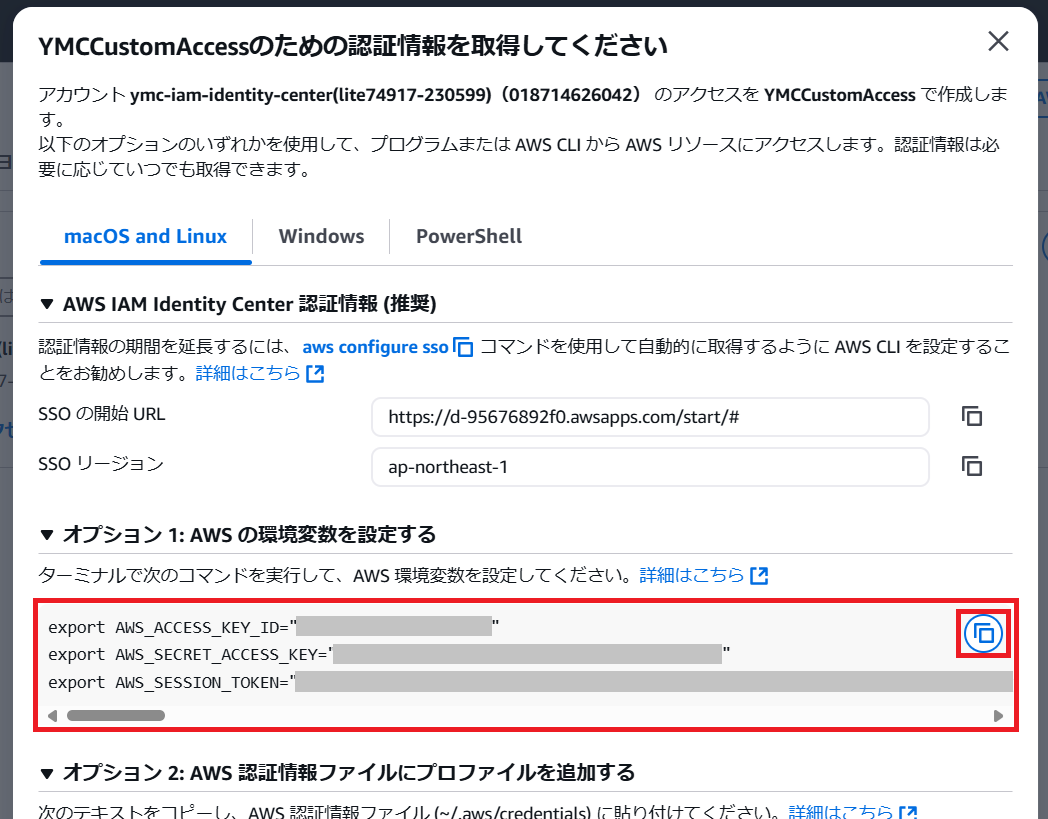 YMCCustomAccessのための認証情報を取得してください
アカウント ymc-iam-identity-center(lite74917-230599)（018714626042） のアクセスを YMCCustomAccess で作成しま
す。
以下のオプションのいずれかを使用して、プログラムまたは AWS CLI から AWS リソースにアクセスします。認証情報は必
要に応じていつでも取得できます。
macOS and Linux
Windows
PowerShell
▼ AWS IAM Identity Center 認証情報 (推奨)
認証情報の期間を延長するには、aws configure sso コマンドを使用して自動的に取得するように AWS CLI を設定するこ
とをお勧めします。詳細はこちら
SSO の開始 URL
https://d-95676892f0.awsapps.com/start/#
SSO リージョン
ap-northeast-1
▼ オプション 1: AWS の環境変数を設定する
ターミナルで次のコマンドを実行して、AWS 環境変数を設定してください。詳細はこちら
export AWS_ACCESS_KEY_ID=""
export AWS_SECRET_ACCESS_KEY=""
export AWS_SESSION_TOKEN="
▼ オプション 2: AWS 認証情報ファイルにプロファイルを追加する
次のテキストをコピーし、AWS 認証情報ファイル (~/.aws/credentials) に貼り付けてください。詳細はこちら